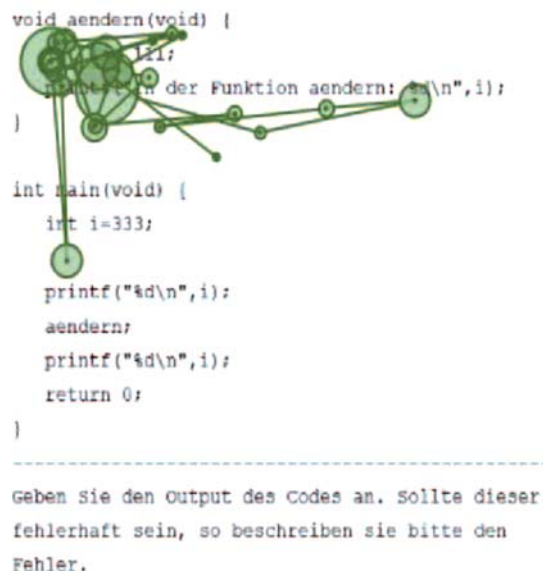 void aendern(void) {
111;
in der Funktion aendern: %d\n",i);
}
int main(void) {
int i=333;
printf("%d\n",i);
aendern;
printf("%d\n",i);
return 0;
}
Geben Sie den Output des Codes an. Sollte dieser
fehlerhaft sein, so beschreiben sie bitte den
Fehler.